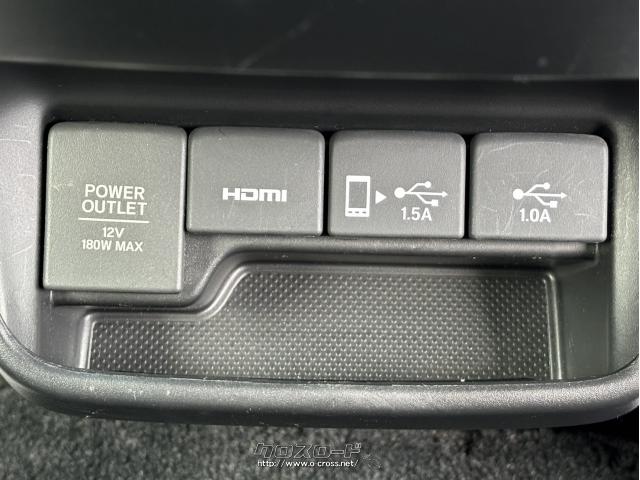 POWER
OUTLET
12V
180W MAX
HDMI
1.5A
1.0A
クロスロード
http://www.o-cross.net/